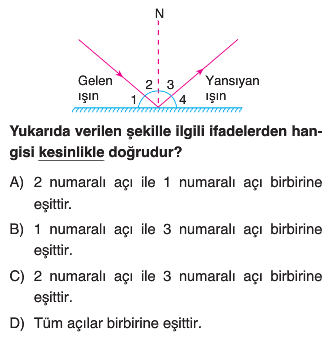 N
Gelen
ışın
1
2
3
4
Yansıyan
ışın
Yukarıda verilen şekille ilgili ifadelerden han-
gisi kesinlikle doğrudur?
A) 2 numaralı açı ile 1 numaralı açı birbirine
eşittir.
B) 1 numaralı açı ile 3 numaralı açı birbirine
eşittir.
C) 2 numaralı açı ile 3 numaralı açı birbirine
eşittir.
D) Tüm açılar birbirine eşittir.